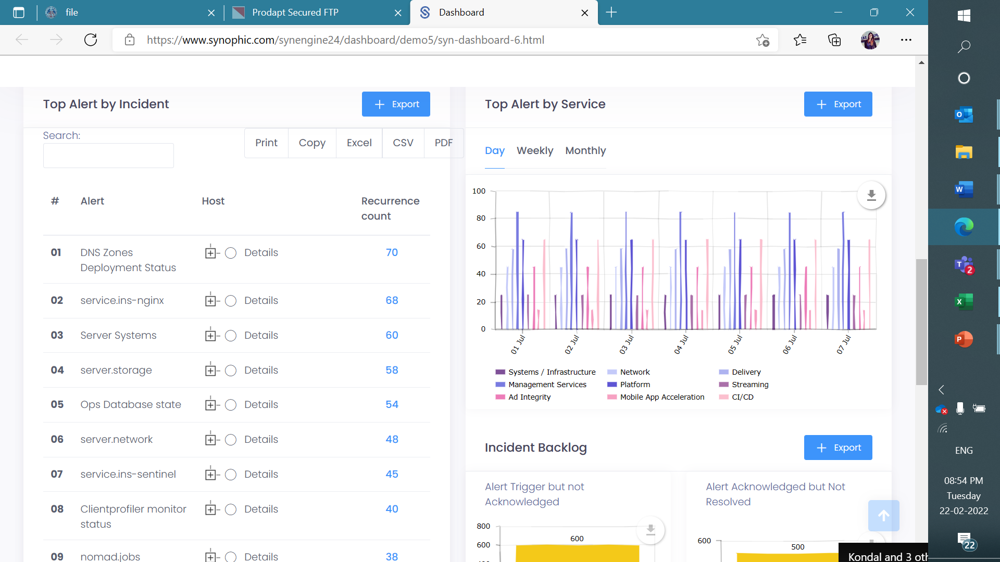 file
Prodapt Secured FTP
Dashboard
https://www.synophic.com/synengine24/dashboard/demo5/syn-dashboard-6.html
Top Alert by Incident
Export
Search:
Print
Copy
Excel
CSV
PDF
# Alert Host Recurrence
count
01 DNS Zones
Deployment Status Details 70
02 service.ins-nginx Details 68
03 Server Systems Details 60
04 server.storage Details 58
05 Ops Database state Details 54
06 server.network Details 48
07 service.ins-sentinel Details 45
08 Clientprofiler monitor
status Details 40
09 nomad.jobs Details 38
Top Alert by Service
Export
Day Weekly Monthly
100
80
60
40
20
0
01 Jul
02 Jul
03 Jul
04 Jul
05 Jul
06 Jul
07 Jul
Systems / Infrastructure Network Delivery
Management Services Platform Streaming
Ad Integrity Mobile App Acceleration CI/CD
Incident Backlog
Export
Alert Trigger but not
Acknowledged
800
600
600
Alert Acknowledged but Not
Resolved
600
500
Kondal and 3 oth
O
W
T
2
X
P
ENG
08:54 PM
Tuesday
22-02-2022
22